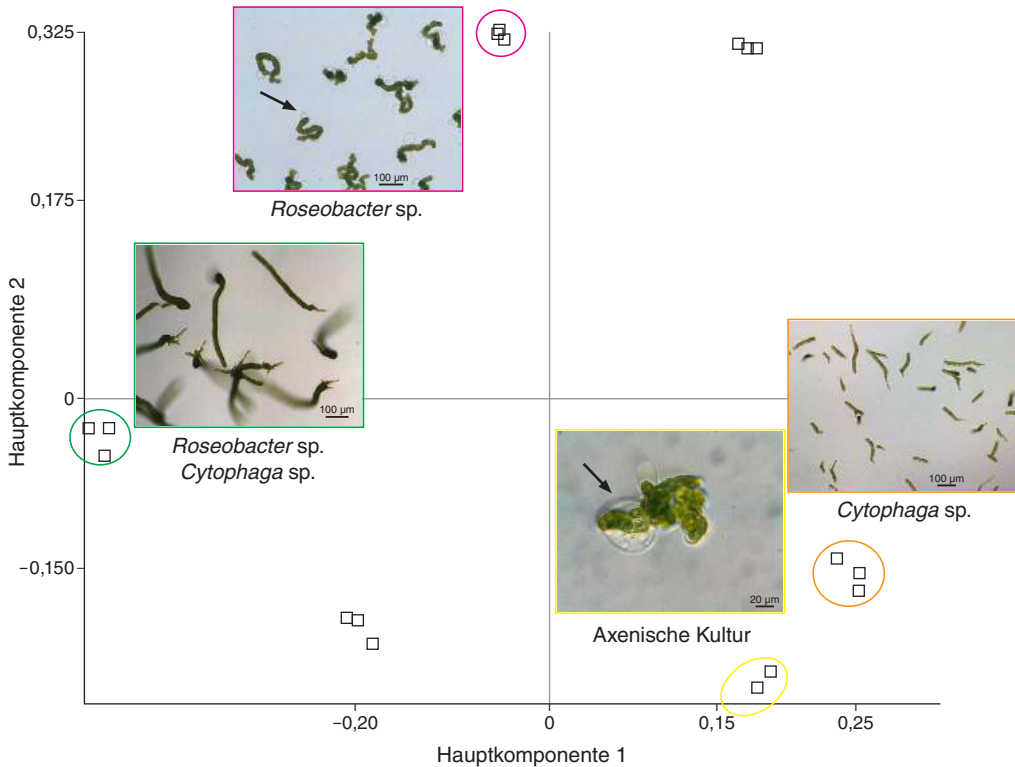 0,325
0,175
0
−0,150
Hauptkomponente 2
100 µm
Roseobacter sp.
100 µm
Roseobacter sp.
Cytophaga sp.
100 µm
Cytophaga sp.
20 µm
Axenische Kultur
−0,20
0
0,15
0,25
Hauptkomponente 1